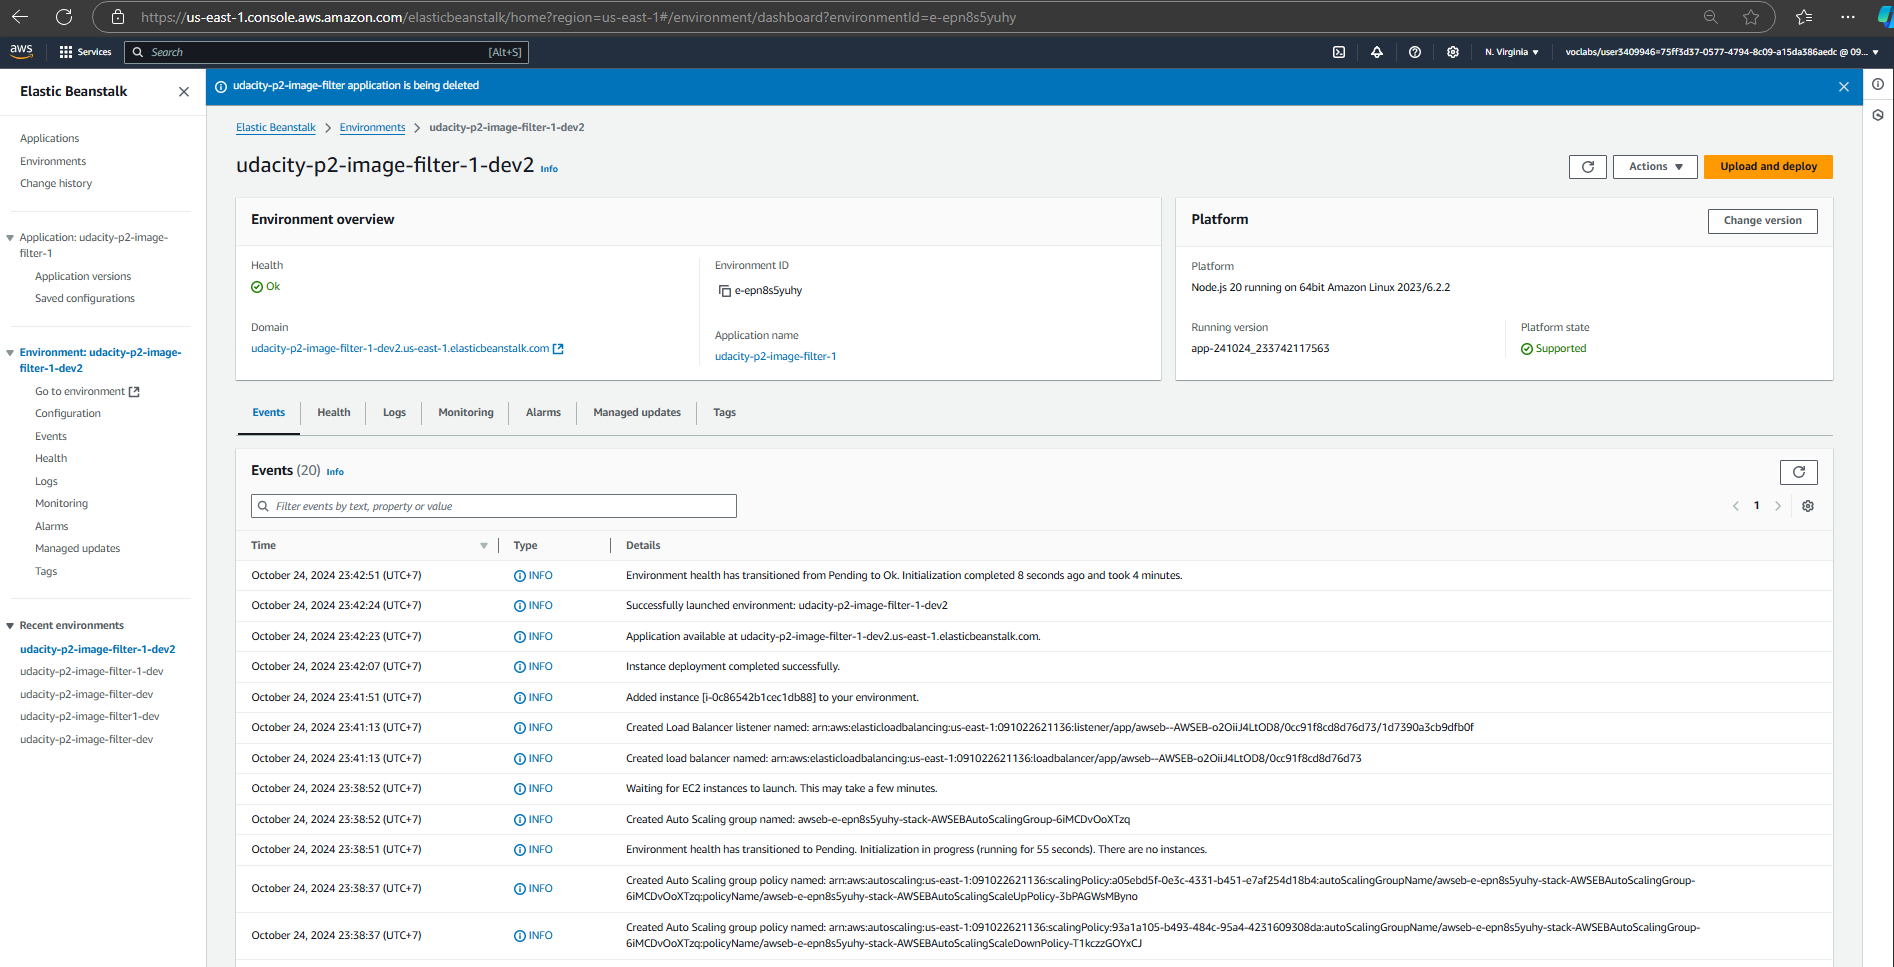 https://us-east-1.console.aws.amazon.com/elasticbeanstalk/home?region=us-east-1#/environment/dashboard?environmentId=e-epn8s5yuhy
aws
Services
Search
[Alt+S]
N. Virginia
voclabs/user3409946=75ff3d37-0577-4794-8c09-a15da386aedc @ 09...
Elastic Beanstalk
Applications
Environments
Change history
Application: udacity-p2-image-
filter-1
Application versions
Saved configurations
Environment: udacity-p2-image-
filter-1-dev2
Go to environment
Configuration
Events
Health
Logs
Monitoring
Alarms
Managed updates
Tags
Recent environments
udacity-p2-image-filter-1-dev2
udacity-p2-image-filter-1-dev
udacity-p2-image-filter-dev
udacity-p2-image-filter1-dev
udacity-p2-image-filter-dev
udacity-p2-image-filter application is being deleted
Elastic Beanstalk > Environments > udacity-p2-image-filter-1-dev2
udacity-p2-image-filter-1-dev2 Info
Actions
Upload and deploy
Environment overview
Health
Ok
Domain
udacity-p2-image-filter-1-dev2.us-east-1.elasticbeanstalk.com
Environment ID
e-epn8s5yuhy
Application name
udacity-p2-image-filter-1
Platform
Change version
Platform
Node.js 20 running on 64bit Amazon Linux 2023/6.2.2
Running version
app-241024_233742117563
Platform state
Supported
Events
Health
Logs
Monitoring
Alarms
Managed updates
Tags
Events (20) Info
Filter events by text, property or value
1
Time Type Details
October 24, 2024 23:42:51 (UTC+7) INFO Environment health has transitioned from Pending to Ok. Initialization completed 8 seconds ago and took 4 minutes.
October 24, 2024 23:42:24 (UTC+7) INFO Successfully launched environment: udacity-p2-image-filter-1-dev2
October 24, 2024 23:42:23 (UTC+7) INFO Application available at udacity-p2-image-filter-1-dev2.us-east-1.elasticbeanstalk.com.
October 24, 2024 23:42:07 (UTC+7) INFO Instance deployment completed successfully.
October 24, 2024 23:41:51 (UTC+7) INFO Added instance [i-0c86542b1cec1db88] to your environment.
October 24, 2024 23:41:13 (UTC+7) INFO Created Load Balancer listener named: arn:aws:elasticloadbalancing:us-east-1:091022621136:listener/app/awseb--AWSEB-o2OiiJ4LtOD8/0cc91f8cd8d76d73/1d7390a3cb9dfb0f
October 24, 2024 23:41:13 (UTC+7) INFO Created load balancer named: arn:aws:elasticloadbalancing:us-east-1:091022621136:loadbalancer/app/awseb--AWSEB-o2OiiJ4LtOD8/0cc91f8cd8d76d73
October 24, 2024 23:38:52 (UTC+7) INFO Waiting for EC2 instances to launch. This may take a few minutes.
October 24, 2024 23:38:52 (UTC+7) INFO Created Auto Scaling group named: awseb-e-epn8s5yuhy-stack-AWSEBAutoScalingGroup-6iMCDvOoXTzq
October 24, 2024 23:38:51 (UTC+7) INFO Environment health has transitioned to Pending. Initialization in progress (running for 55 seconds). There are no instances.
October 24, 2024 23:38:37 (UTC+7) INFO Created Auto Scaling group policy named: arn:aws:autoscaling:us-east-1:091022621136:scalingPolicy:a05ebd5f-0e3c-4331-b451-e7af254d18b4:autoScalingGroupName/awseb-e-epn8s5yuhy-stack-AWSEBAutoScalingGroup-
6iMCDvOoXTzq:policyName/awseb-e-epn8s5yuhy-stack-AWSEBAutoScalingScaleUpPolicy-3bPAGWsMByno
October 24, 2024 23:38:37 (UTC+7) INFO Created Auto Scaling group policy named: arn:aws:autoscaling:us-east-1:091022621136:scalingPolicy:93a1a105-b493-484c-95a4-4231609308da:autoScalingGroupName/awseb-e-epn8s5yuhy-stack-AWSEBAutoScalingGroup-
6iMCDvOoXTzq:policyName/awseb-e-epn8s5yuhy-stack-AWSEBAutoScalingScaleDownPolicy-T1kczzGOYxCJ